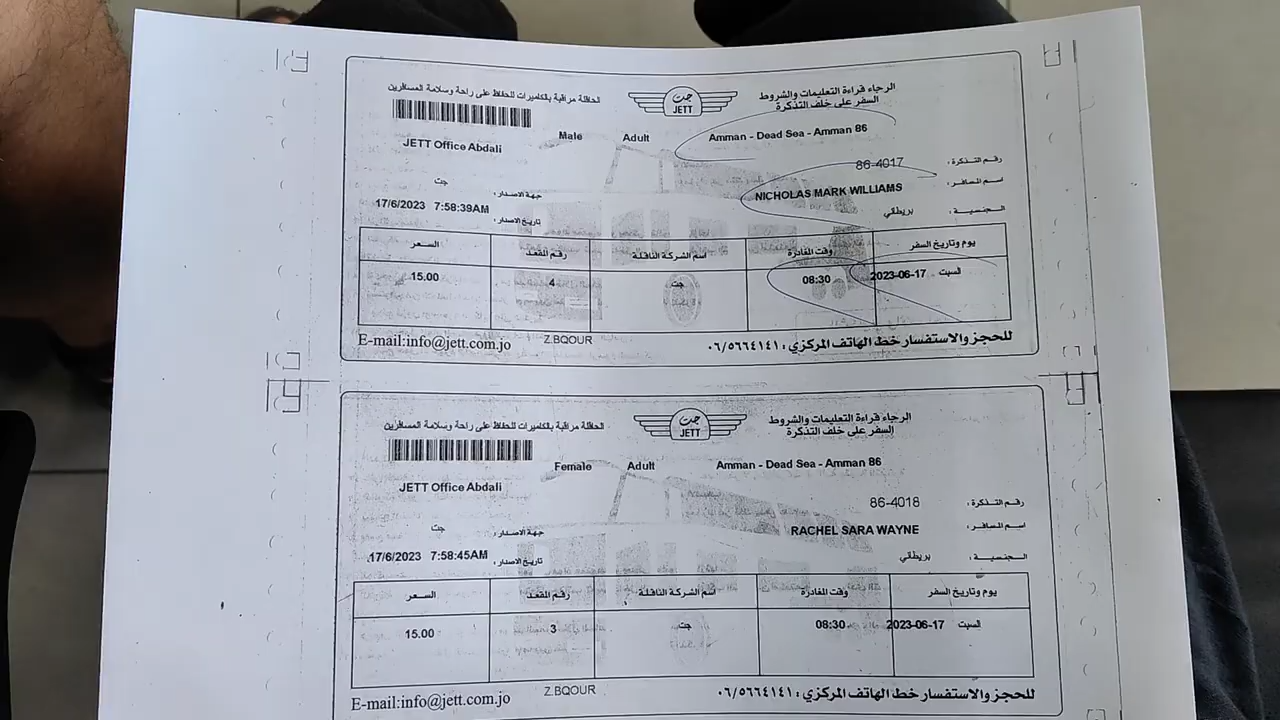 الحافلة مراقبة بالكاميرات للحفاظ على راحة وسلامة المسافرين
جت
JETT
الرجاء قراءة التعليمات والشروط
السفر على خلف التذكرة
JETT Office Abdali
Male
Adult
Amman - Dead Sea - Amman 86
رقم التذكرة : 86-4017
اسم المسافر : NICHOLAS MARK WILLIAMS
الجنسية : بريطاني
جهة الاصدار : جت
تاريخ الاصدار : 17/6/2023 7:58:39AM
يوم وتاريخ السفر وقت المغادرة اسم الشركة الناقلة رقم المقعد السعر
السبت 2023-06-17 08:30 جت 4 15.00
E-mail:info@jett.com.jo
Z.BQOUR
للحجز والاستفسار خط الهاتف المركزي : ٠٦/٥٦٦٤١٤١
الحافلة مراقبة بالكاميرات للحفاظ على راحة وسلامة المسافرين
جت
JETT
الرجاء قراءة التعليمات والشروط
السفر على خلف التذكرة
JETT Office Abdali
Female
Adult
Amman - Dead Sea - Amman 86
رقم التذكرة : 86-4018
اسم المسافر : RACHEL SARA WAYNE
الجنسية : بريطاني
جهة الاصدار : جت
تاريخ الاصدار : 17/6/2023 7:58:45AM
يوم وتاريخ السفر وقت المغادرة اسم الشركة الناقلة رقم المقعد السعر
السبت 2023-06-17 08:30 جت 3 15.00
E-mail:info@jett.com.jo
Z.BQOUR
للحجز والاستفسار خط الهاتف المركزي : ٠٦/٥٦٦٤١٤١